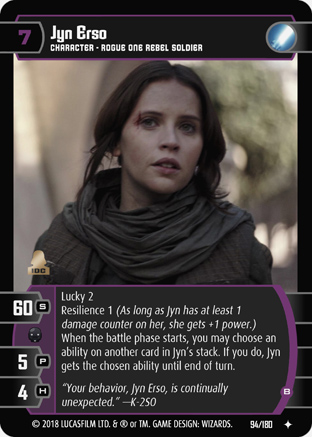 7
Jyn Erso
CHARACTER - ROGUE ONE REBEL SOLDIER
IDC
60 S
5 P
4 H
Lucky 2
Resilience 1 (As long as Jyn has at least 1
damage counter on her, she gets +1 power.)
When the battle phase starts, you may choose an
ability on another card in Jyn's stack. If you do, Jyn
gets the chosen ability until end of turn.
B
"Your behavior, Jyn Erso, is continually
unexpected." —K-2SO
© 2018 LUCASFILM LTD. & ® or TM. GAME DESIGN: WIZARDS.
94/180